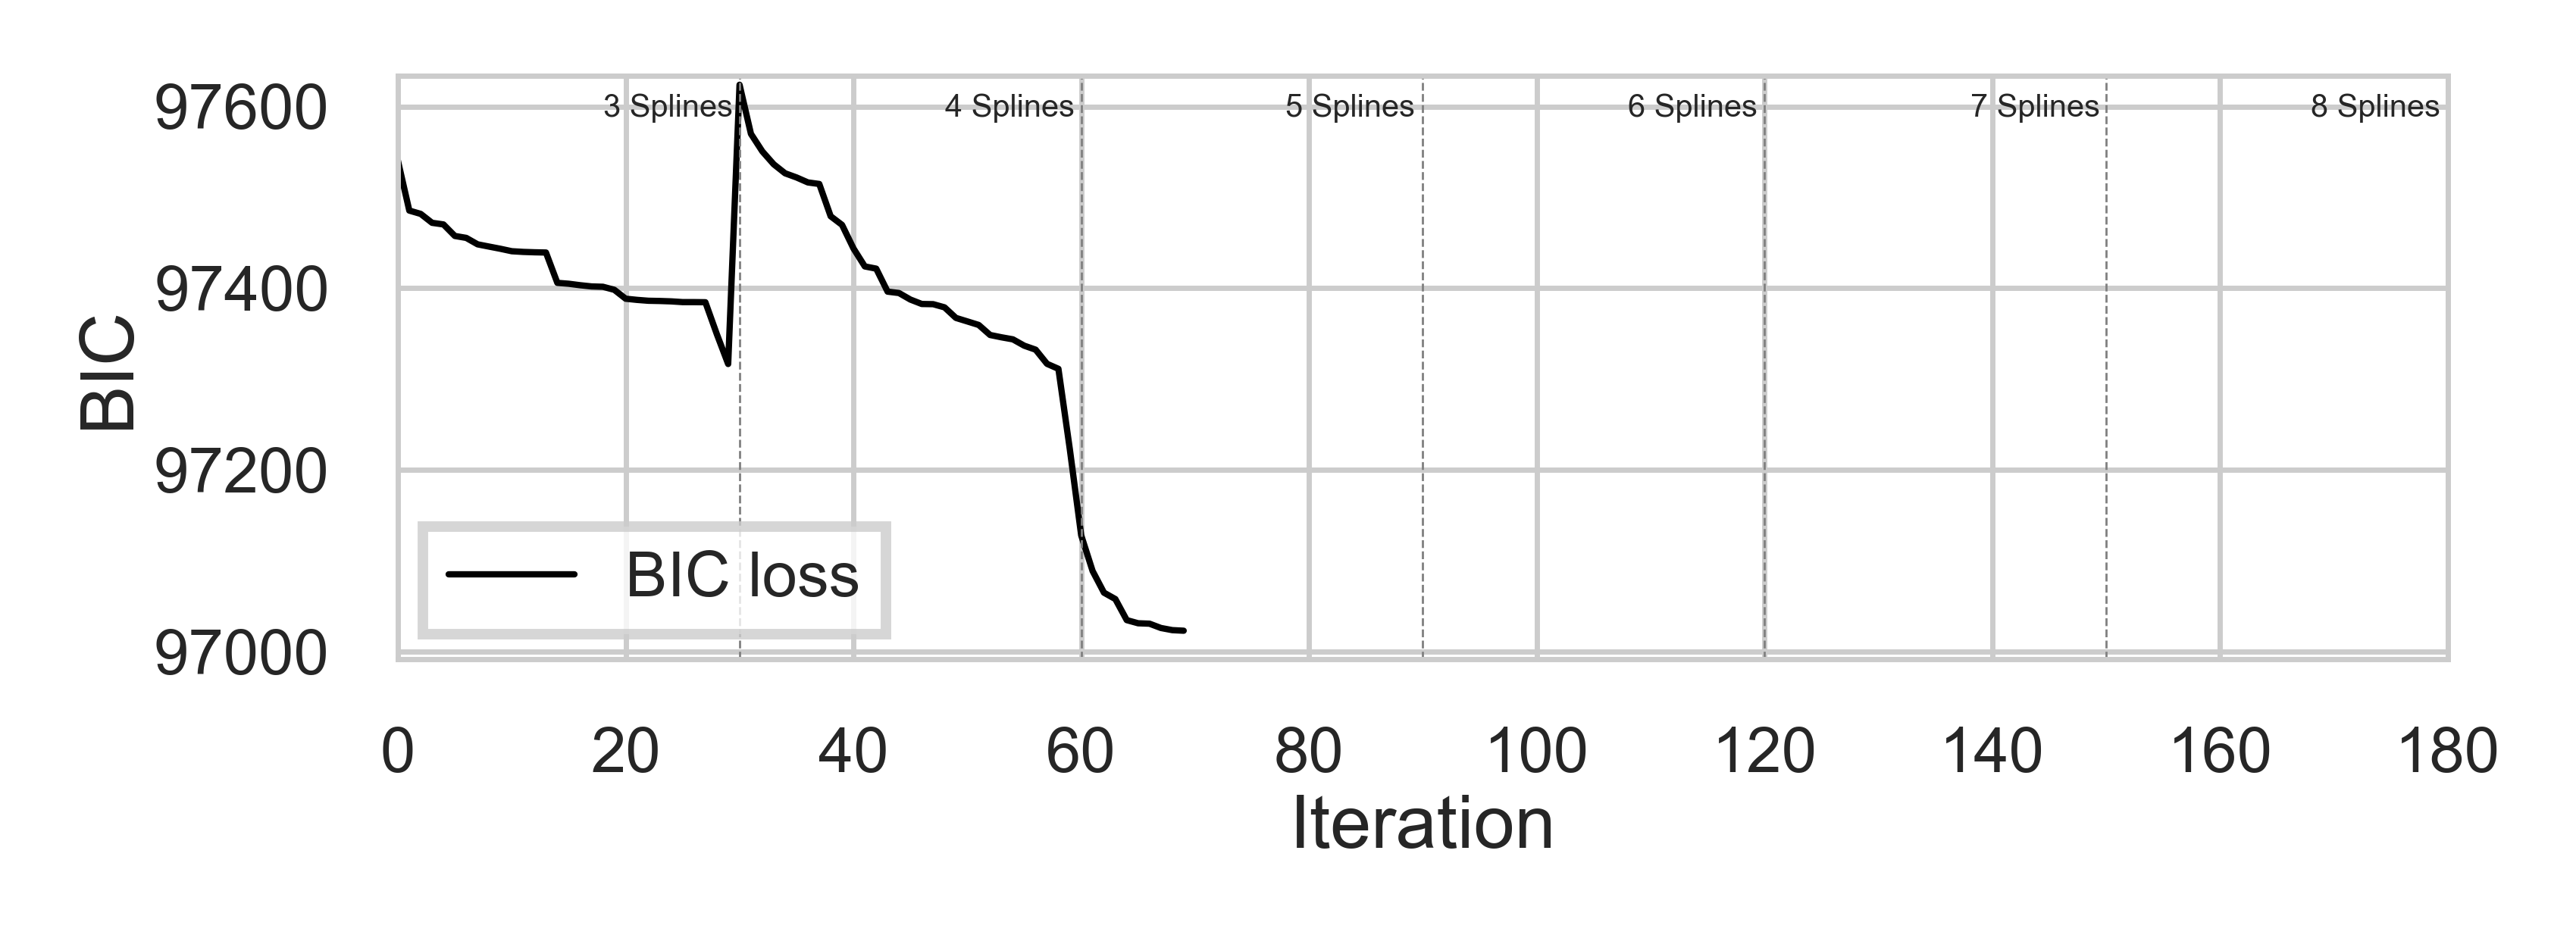 97600
97400
97200
97000
BIC
3 Splines
4 Splines
5 Splines
6 Splines
7 Splines
8 Splines
BIC loss
0 20 40 60 80 100 120 140 160 180
Iteration